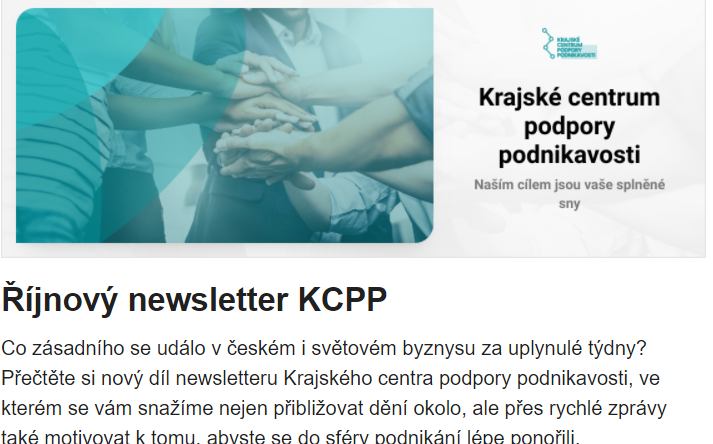 KRAJSKÉ
CENTRUM
PODPORY
PODNIKAVOSTI
Krajské centrum
podpory
podnikavosti
Naším cílem jsou vaše splněné
sny
Říjnový newsletter KCPP
Co zásadního se událo v českém i světovém byznysu za uplynulé týdny?
Přečtěte si nový díl newsletteru Krajského centra podpory podnikavosti, ve
kterém se vám snažíme nejen přibližovat dění okolo, ale přes rychlé zprávy
také motivovat k tomu, abyste se do sféry podnikání lépe ponořili.